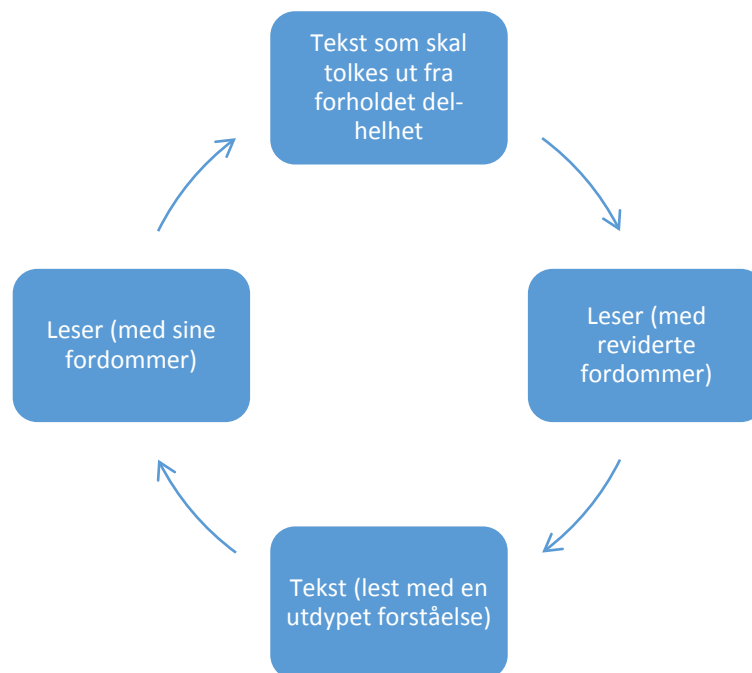 Tekst som skal
tolkes ut fra
forholdet del-
helhet
Leser (med sine
fordommer)
Leser (med
reviderte
fordommer)
Tekst (lest med en
utdypet forståelse)